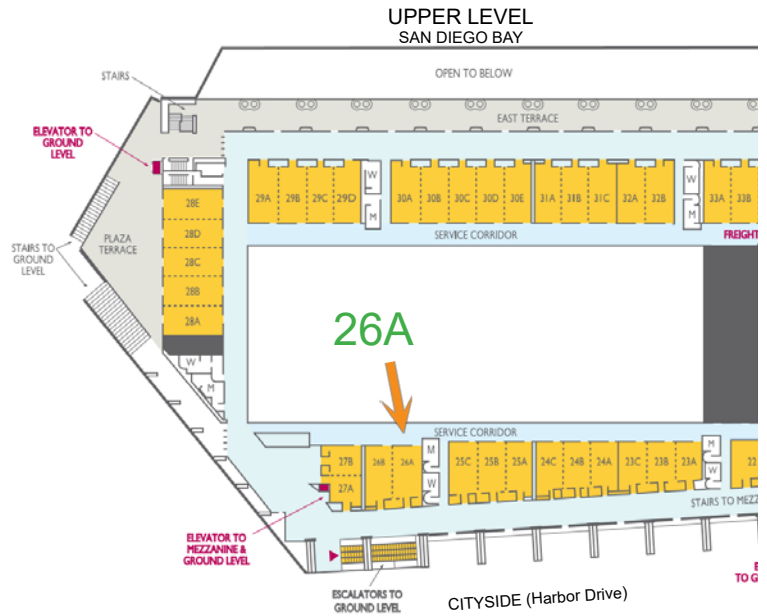 UPPER LEVEL
SAN DIEGO BAY
OPEN TO BELOW
STAIRS
EAST TERRACE
ELEVATOR TO
GROUND
LEVEL
29A 29B 29C 29D W M 30A 30B 30C 30D 30E 31A 31B 31C 32A 32B W M 33A 33B
28E
28D
28C
28B
28A
SERVICE CORRIDOR
FREIGHT
PLAZA
TERRACE
STAIRS TO
GROUND
LEVEL
26A
W
M
SERVICE CORRIDOR
27B 26B 26A M W 25C 25B 25A 24C 24B 24A 23C 23B 23A M W 22
27A
STAIRS TO MEZZ
ELEVATOR TO
MEZZANINE &
GROUND LEVEL
ESCALATORS TO
GROUND LEVEL
CITYSIDE (Harbor Drive)
TO G